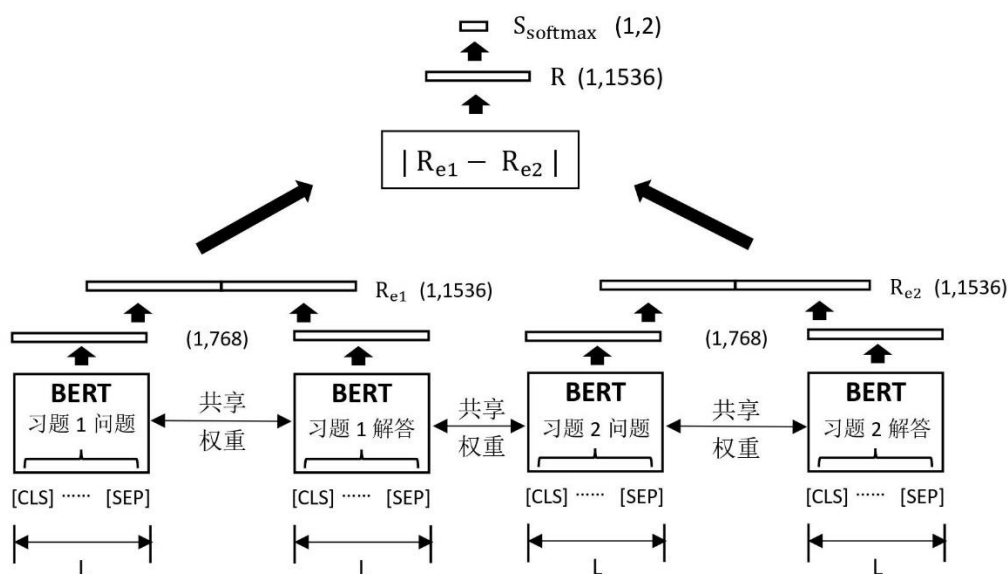 S_softmax (1,2)
R (1,1536)
| R_e1 − R_e2 |
R_e1 (1,1536)
R_e2 (1,1536)
(1,768)
(1,768)
BERT
习题 1 问题
共享
权重
BERT
习题 1 解答
共享
权重
BERT
习题 2 问题
共享
权重
BERT
习题 2 解答
[CLS] ······ [SEP]
[CLS] ······ [SEP]
[CLS] ······ [SEP]
[CLS] ······ [SEP]
L
L
L
L